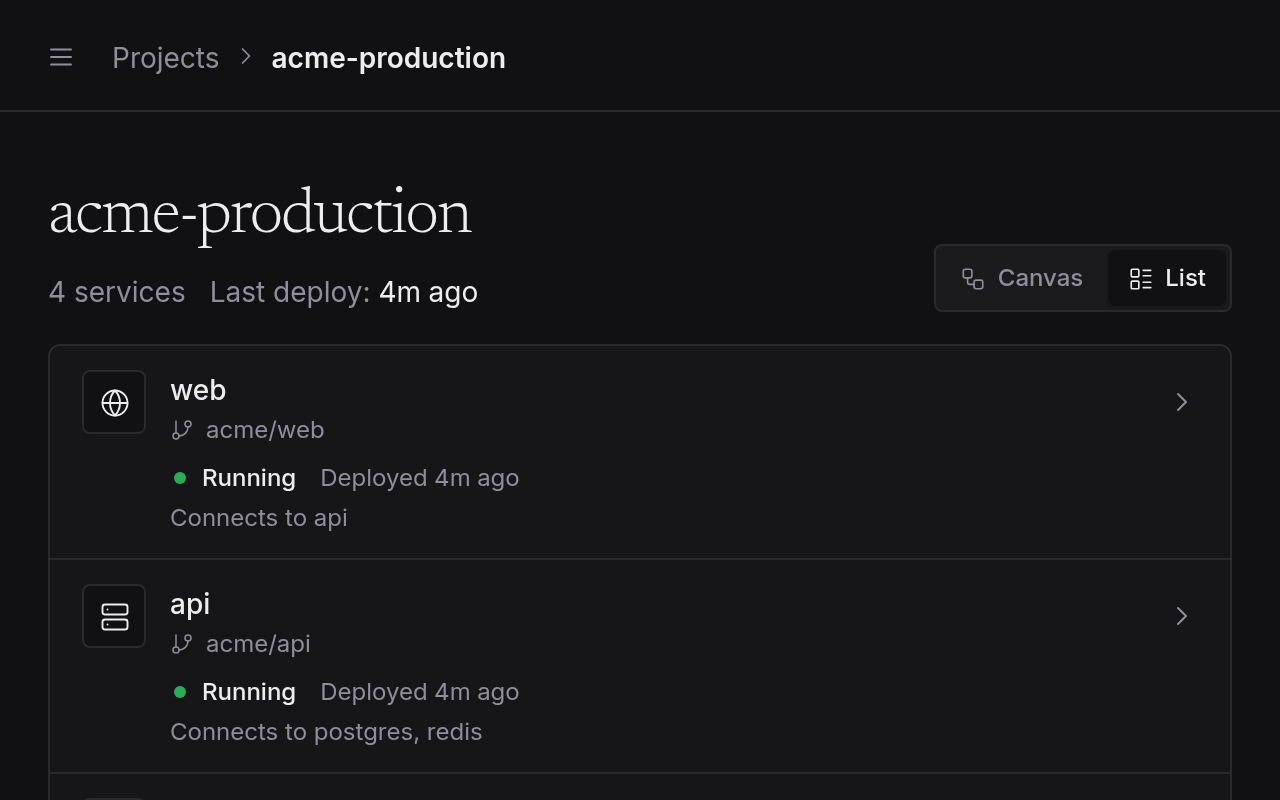 Projects acme-production
acme-production
4 services Last deploy: 4m ago
Canvas List
web
acme/web
Running Deployed 4m ago
Connects to api
api
acme/api
Running Deployed 4m ago
Connects to postgres, redis